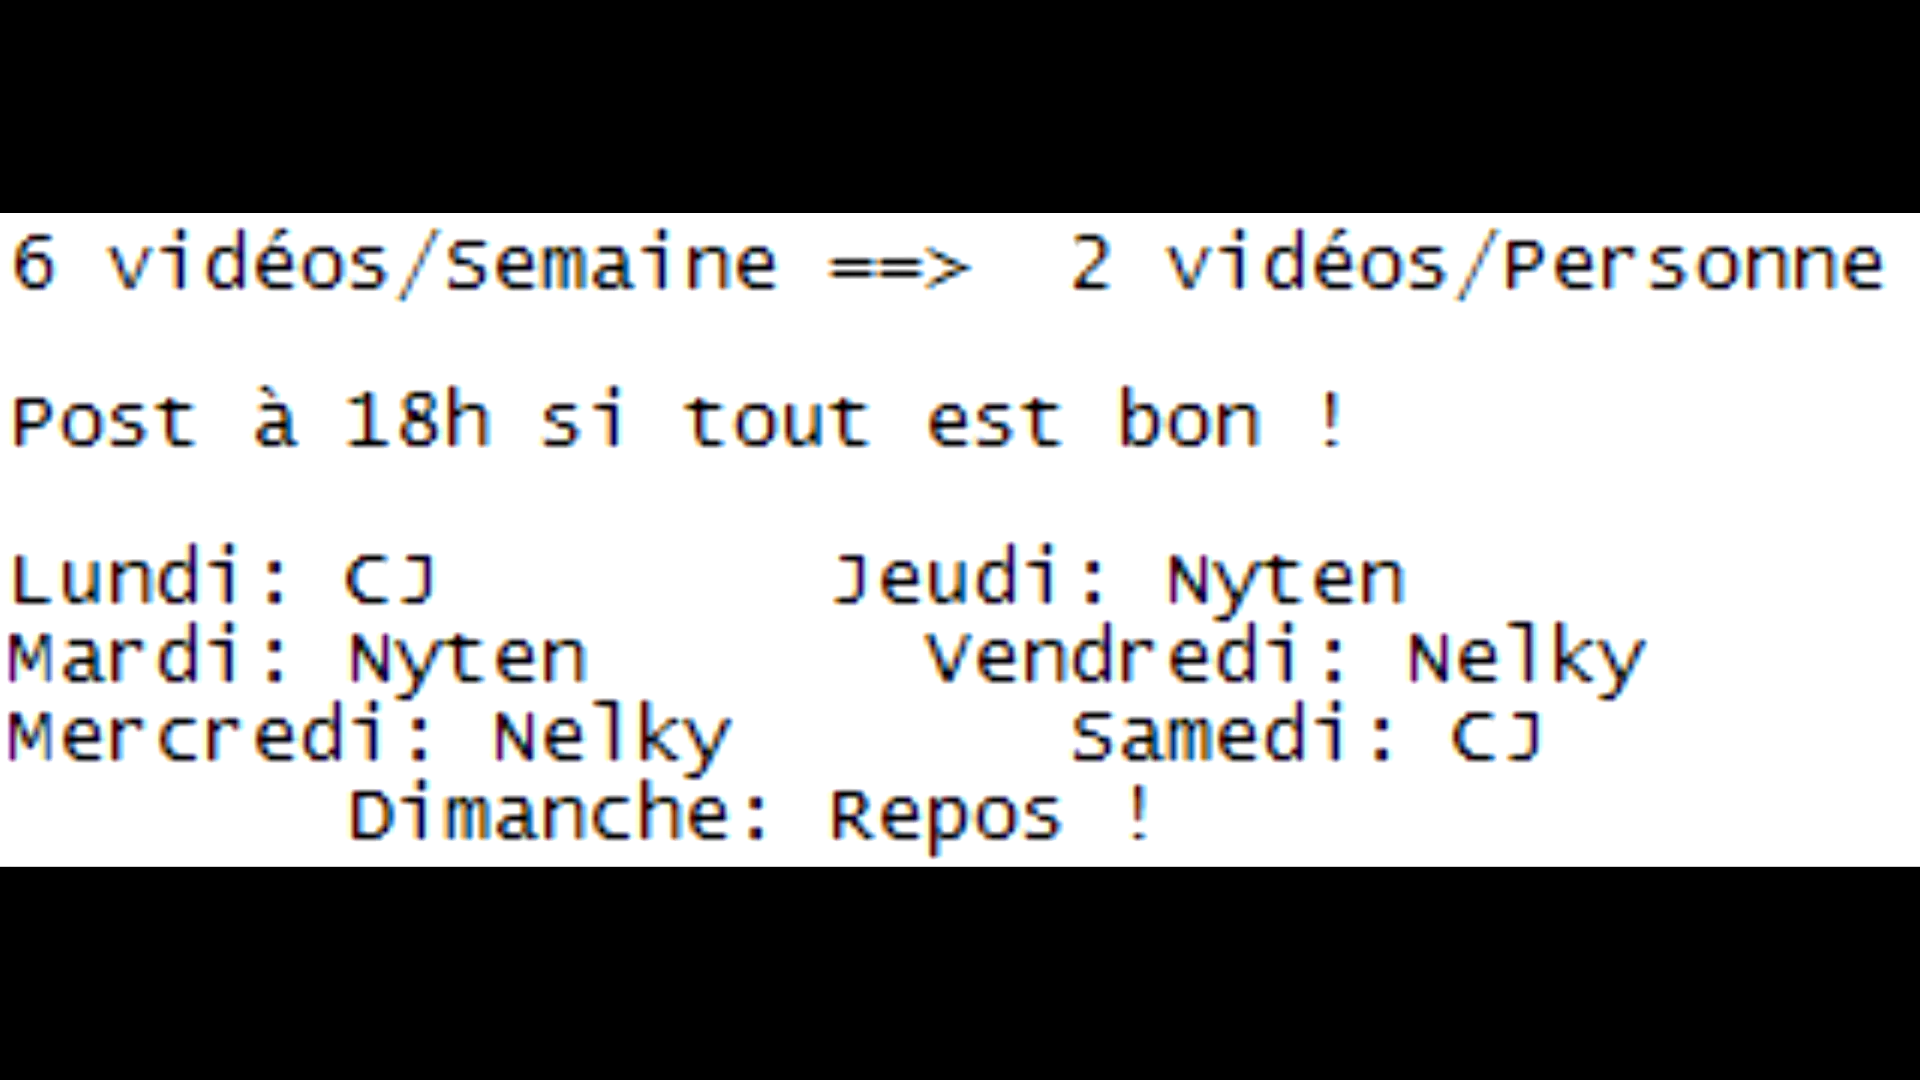 6 vidéos/Semaine ==>  2 vidéos/Personne
Post à 18h si tout est bon !
Lundi: CJ Jeudi: Nyten
Mardi: Nyten Vendredi: Nelky
Mercredi: Nelky Samedi: CJ
Dimanche: Repos !